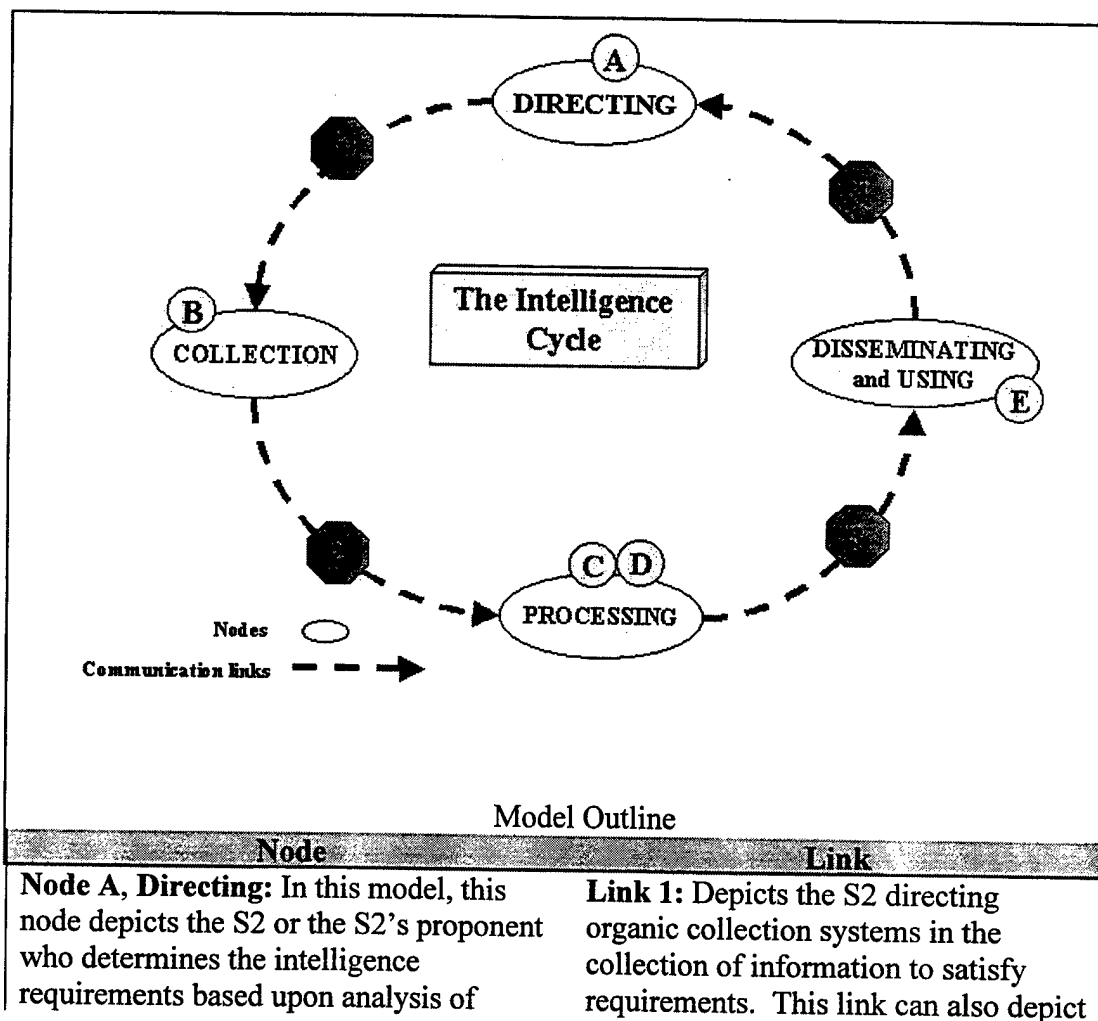 A
DIRECTING
The Intelligence
Cycle
B
COLLECTION
DISSEMINATING
and USING
E
C D
PROCESSING
Nodes
Communication links
Model Outline
Node Link
Node A, Directing: In this model, this
node depicts the S2 or the S2's proponent
who determines the intelligence
requirements based upon analysis of
Link 1: Depicts the S2 directing
organic collection systems in the
collection of information to satisfy
requirements. This link can also depict